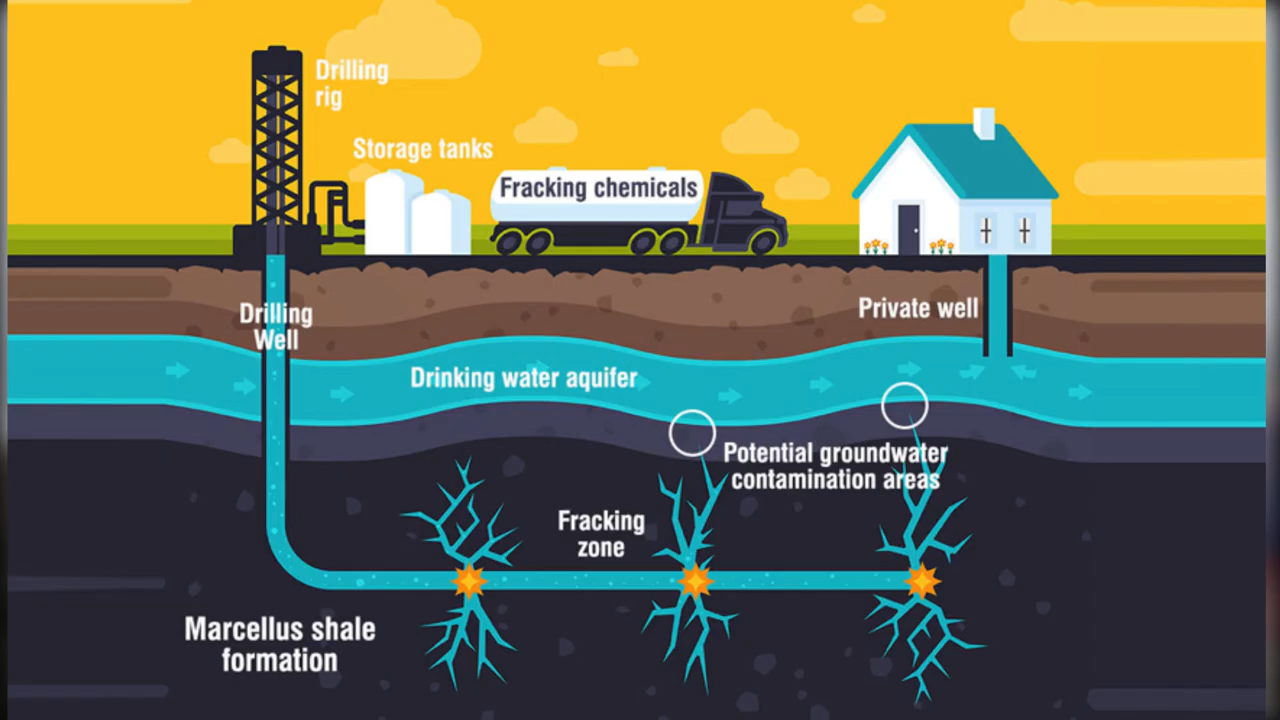 Drilling
rig
Storage tanks
Fracking chemicals
Drilling
Well
Private well
Drinking water aquifer
Potential groundwater
contamination areas
Fracking
zone
Marcellus shale
formation